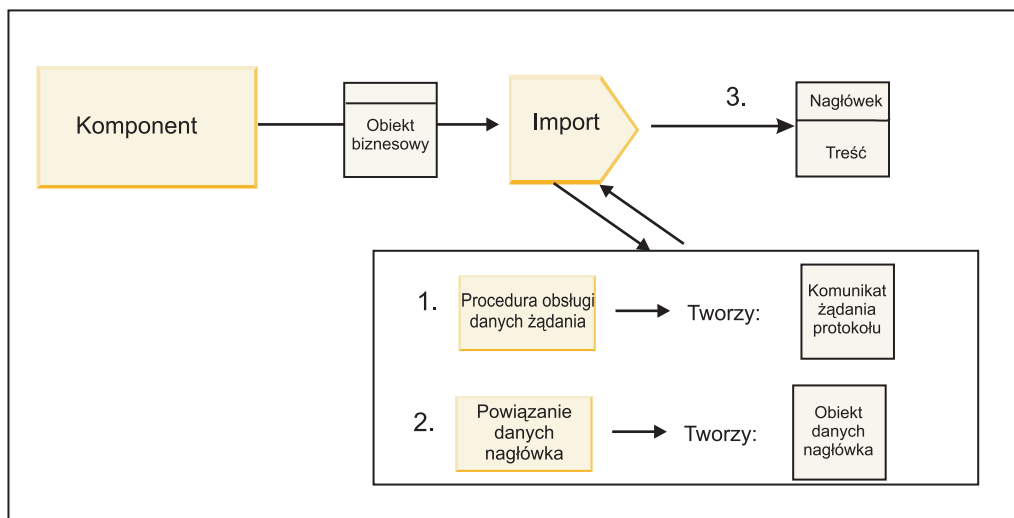 Komponent
Obiekt
biznesowy
Import
3.
Nagłówek
Treść
1.
Procedura obsługi
danych żądania
Tworzy:
Komunikat
żądania
protokołu
2.
Powiązanie
danych
nagłówka
Tworzy:
Obiekt
danych
nagłówka